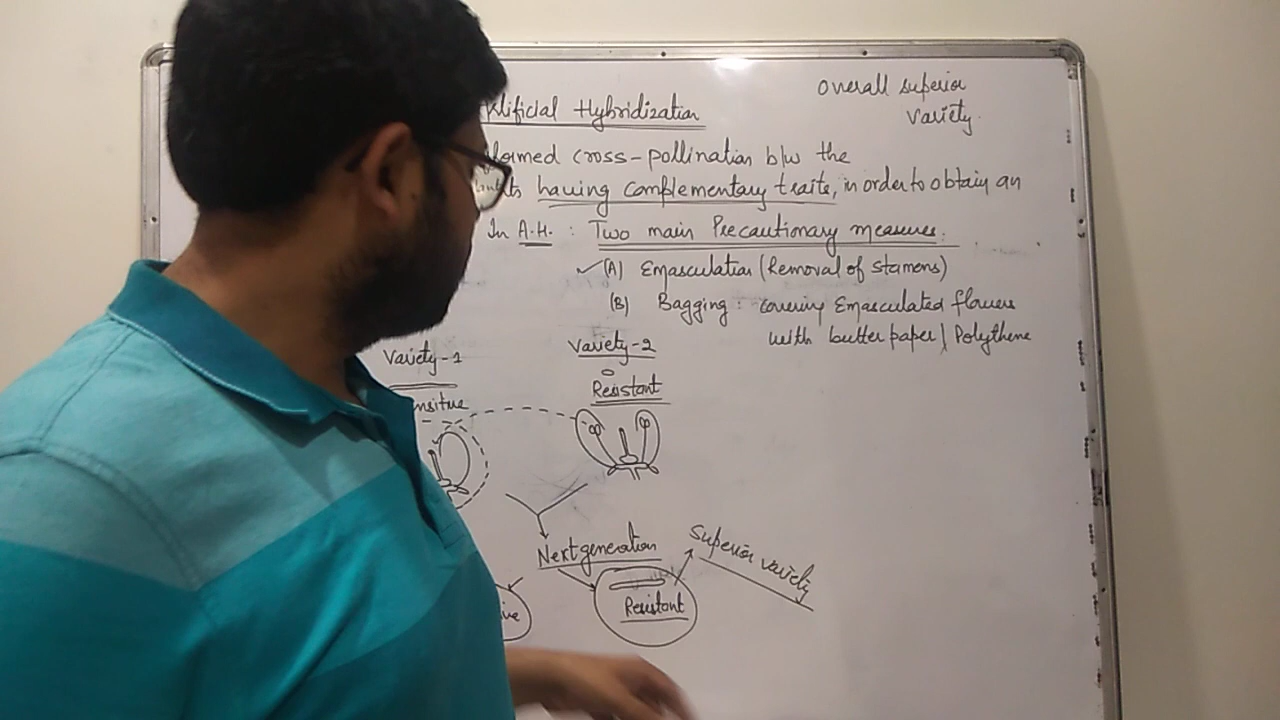 Artificial Hybridization
Overall superior
Variety.
formed cross-pollination b/w the
having complementary traits, in order to obtain an
In A.H. : Two main Precautionary measures.
(A) Emasculation (Removal of Stamens)
(B) Bagging : covering Emasculated flowers
with butter paper / Polythene
Variety-1
Variety-2
nsitive
Resistant
Next generation
Superior variety
ive
Resistant